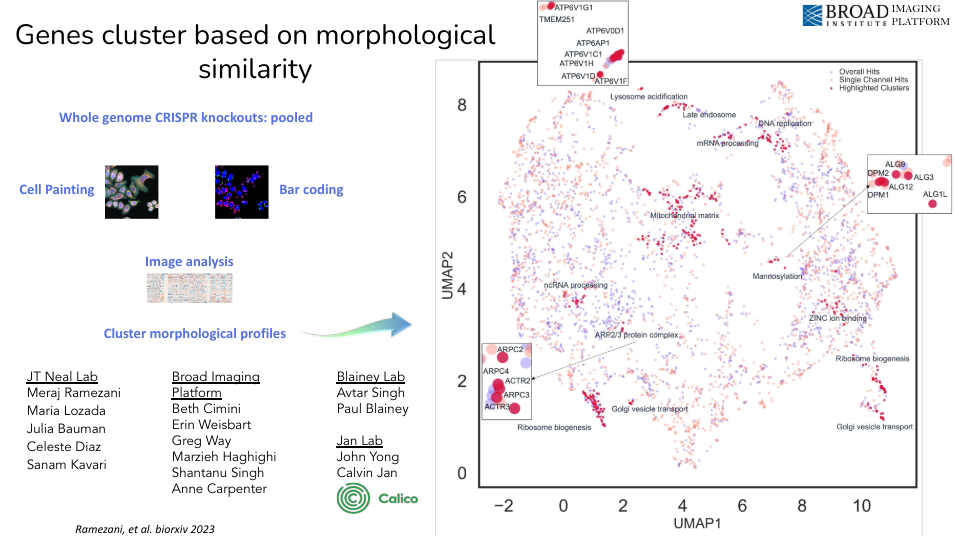 Genes cluster based on morphological
similarity
BROAD
INSTITUTE
IMAGING
PLATFORM
Whole genome CRISPR knockouts: pooled
Cell Painting
Bar coding
Image analysis
Cluster morphological profiles
JT Neal Lab
Meraj Ramezani
Maria Lozada
Julia Bauman
Celeste Diaz
Sanam Kavari
Broad Imaging
Platform
Beth Cimini
Erin Weisbart
Greg Way
Marzieh Haghighi
Shantanu Singh
Anne Carpenter
Blainey Lab
Avtar Singh
Paul Blainey
Jan Lab
John Yong
Calvin Jan
Calico
Ramezani, et al. biorxiv 2023
ATP6V1G1
TMEM251
ATP6V0D1
ATP6AP1
ATP6V1C1
ATP6V1H
ATP6V1D
ATP6V1F
Overall Hits
Single Channel Hits
Highlighted Clusters
Lysosome acidification
Late endosome
DNA replication
mRNA processing
ALG9
DPM2
ALG3
ALG12
DPM1
ALG1L
Mitochondrial matrix
Mannosylation
ncRNA processing
ZINC ion binding
ARP2/3 protein complex
ARPC2
ARPC4
ACTR2
ARPC3
ACTR3
Ribosome biogenesis
Golgi vesicle transport
Ribosome biogenesis
Golgi vesicle transport
UMAP2
8
6
4
2
0
−2 0 2 4 6 8 10
UMAP1